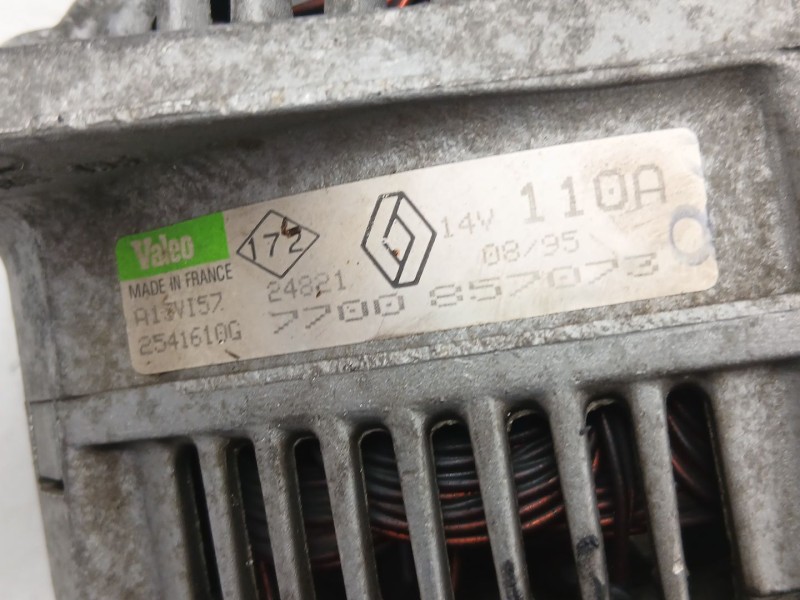 Valeo
MADE IN FRANCE
A13VI57
2541610G
172
24821
14V 110A
08/95
7700 857073